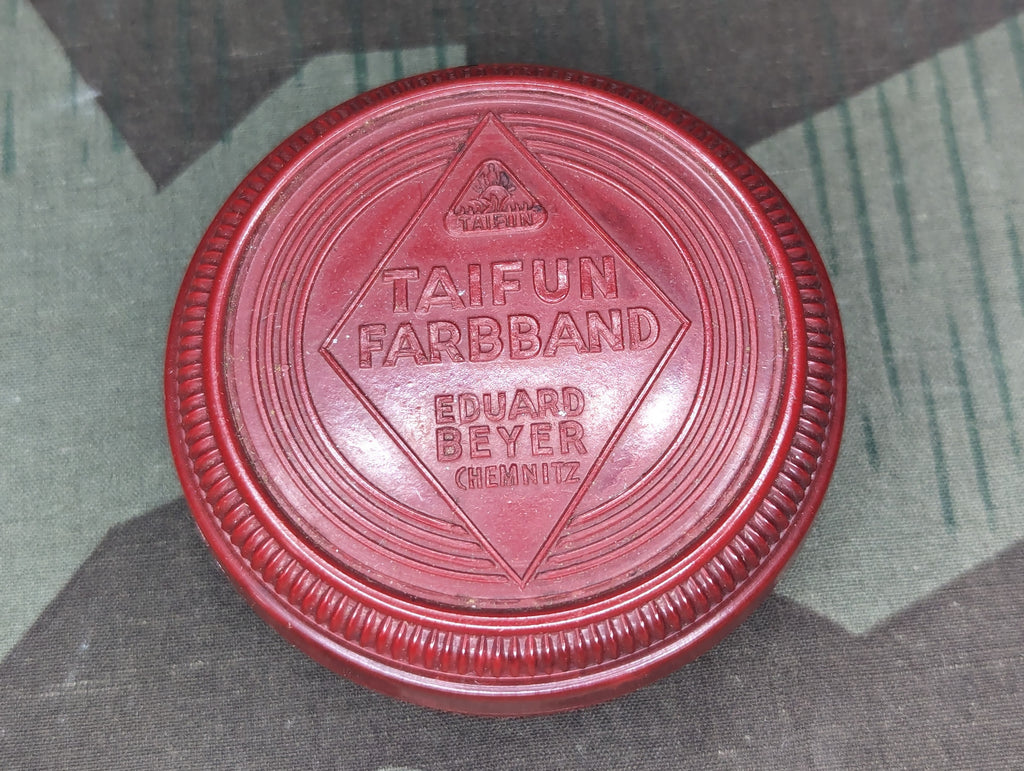 TAIFUN
TAIFUN
FARBBAND
EDUARD
BEYER
CHEMNITZ